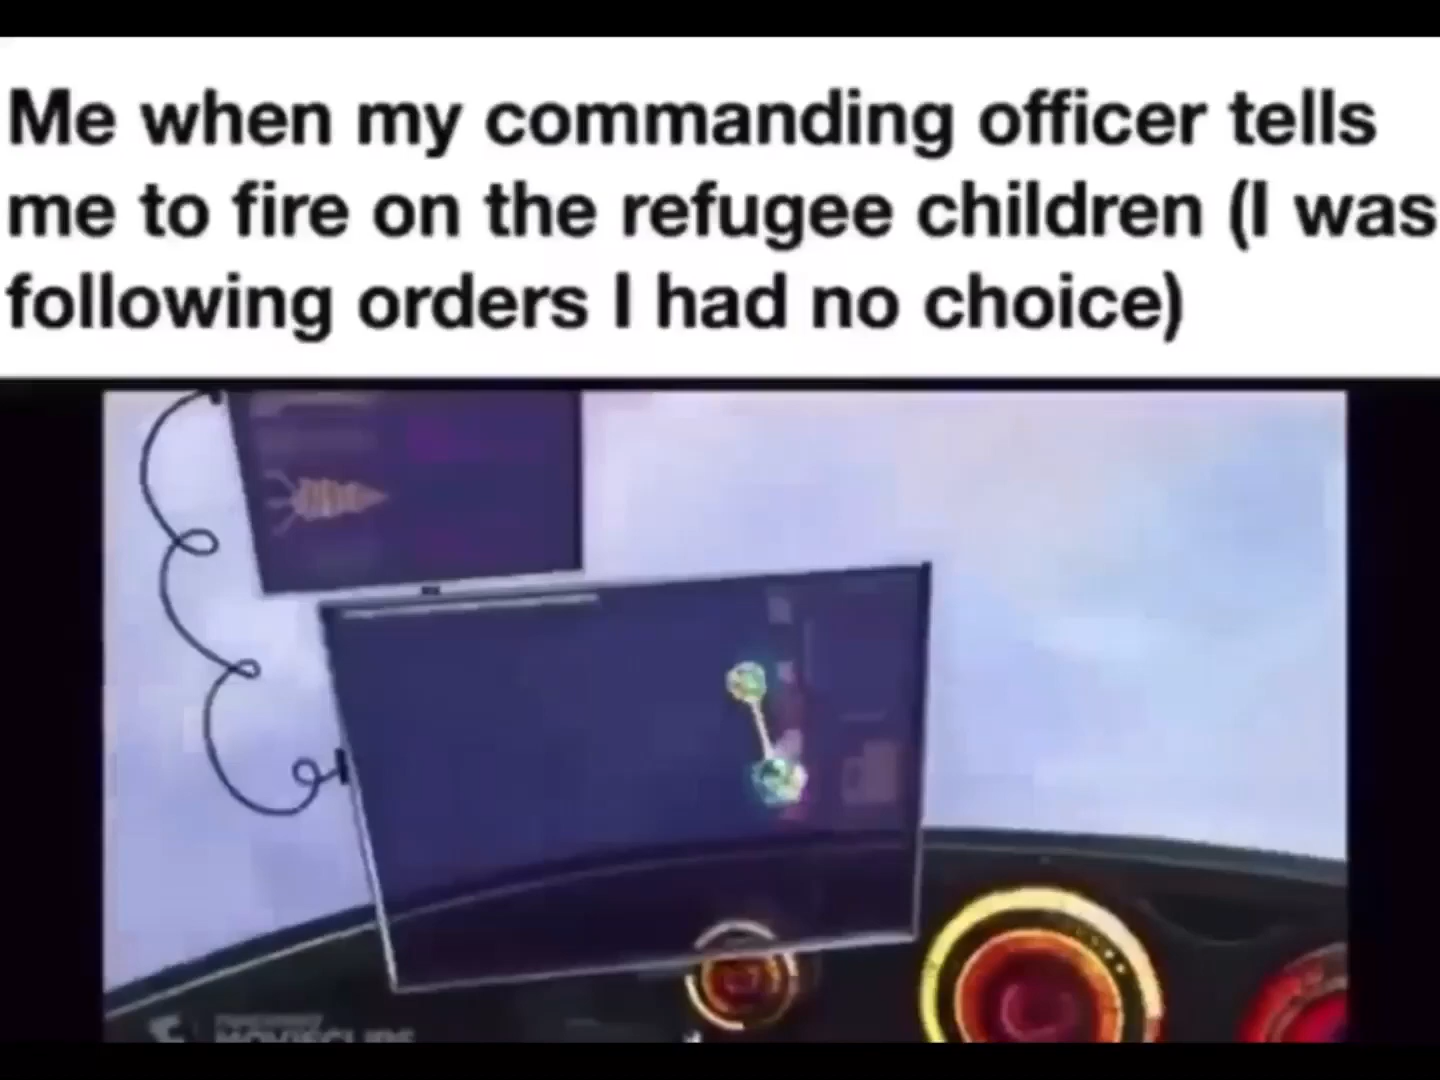 Me when my commanding officer tells
me to fire on the refugee children (I was
following orders I had no choice)
MOVIECLIPS